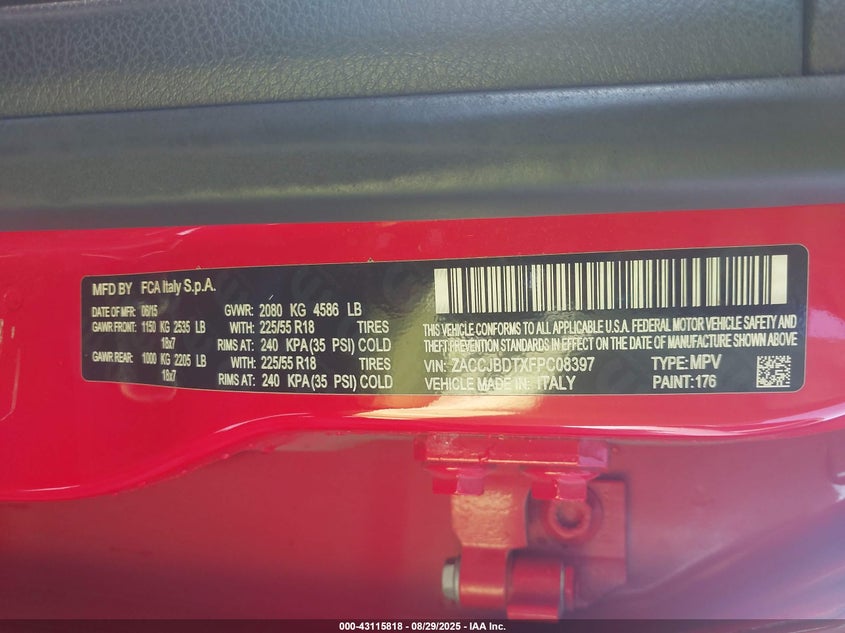 MFD BY FCA Italy S.p.A.
DATE OF MFR: 06/15 GVWR: 2080 KG 4586 LB
GAWR FRONT: 1150 KG 2535 LB WITH: 225/55 R18 TIRES
18x7 RIMS AT: 240 KPA (35 PSI) COLD
GAWR REAR: 1000 KG 2205 LB WITH: 225/55 R18 TIRES
18x7 RIMS AT: 240 KPA (35 PSI) COLD
THIS VEHICLE CONFORMS TO ALL APPLICABLE U.S.A. FEDERAL MOTOR VEHICLE SAFETY AND
THEFT PREVENTION STANDARDS IN EFFECT ON THE DATE OF MANUFACTURE SHOWN ABOVE
VIN: ZACCJBDTXFPC08397 TYPE: MPV
VEHICLE MADE IN: ITALY PAINT: 176
000-43115818 - 08/29/2025 - IAA Inc.